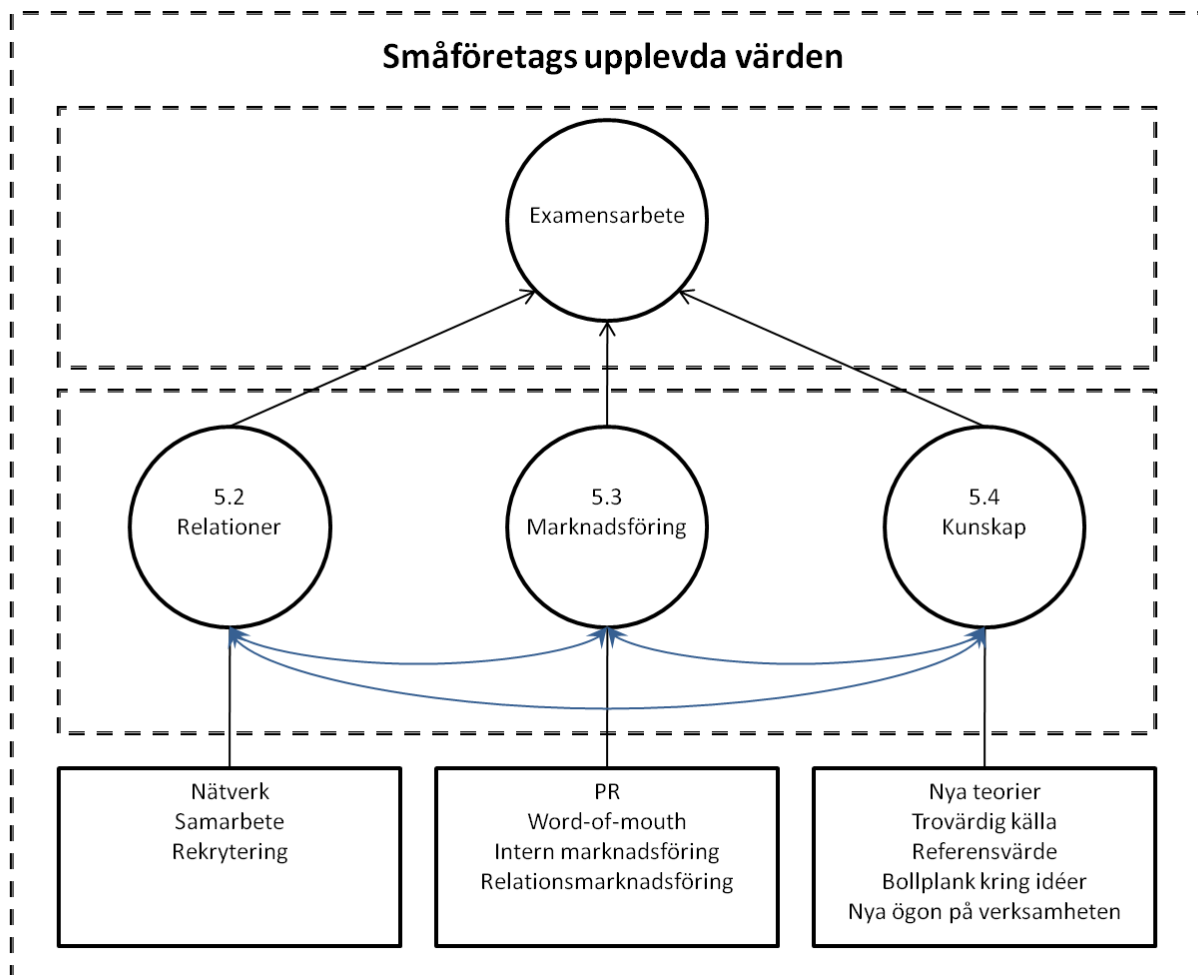 Småföretags upplevda värden
Examensarbete
5.2
Relationer
5.3
Marknadsföring
5.4
Kunskap
Nätverk
Samarbete
Rekrytering
PR
Word-of-mouth
Intern marknadsföring
Relationsmarknadsföring
Nya teorier
Trovärdig källa
Referensvärde
Bollplank kring idéer
Nya ögon på verksamheten